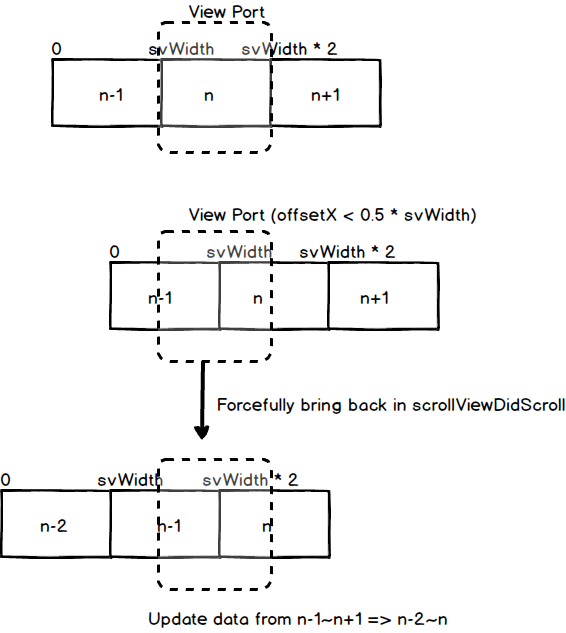 View Port
0 svWidth svWidth * 2
n-1 n n+1
View Port (offsetX < 0.5 * svWidth)
0 svWidth svWidth * 2
n-1 n n+1
Forcefully bring back in scrollViewDidScroll
0 svWidth svWidth * 2
n-2 n-1 n
Update data from n-1~n+1 => n-2~n